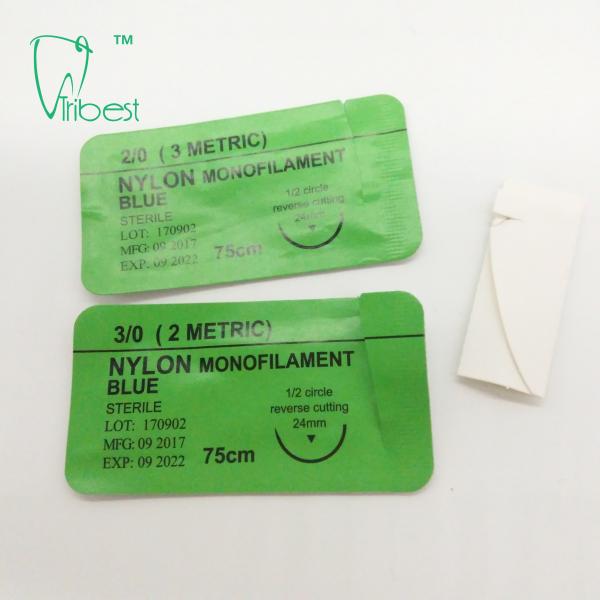 Tribest TM
2/0 ( 3 METRIC)
NYLON MONOFILAMENT
BLUE
STERILE
LOT: 170902
MFG: 09 2017
EXP: 09 2022
75cm
1/2 circle
reverse cutting
24mm
3/0 ( 2 METRIC)
NYLON MONOFILAMENT
BLUE
STERILE
LOT: 170902
MFG: 09 2017
EXP: 09 2022
75cm
1/2 circle
reverse cutting
24mm